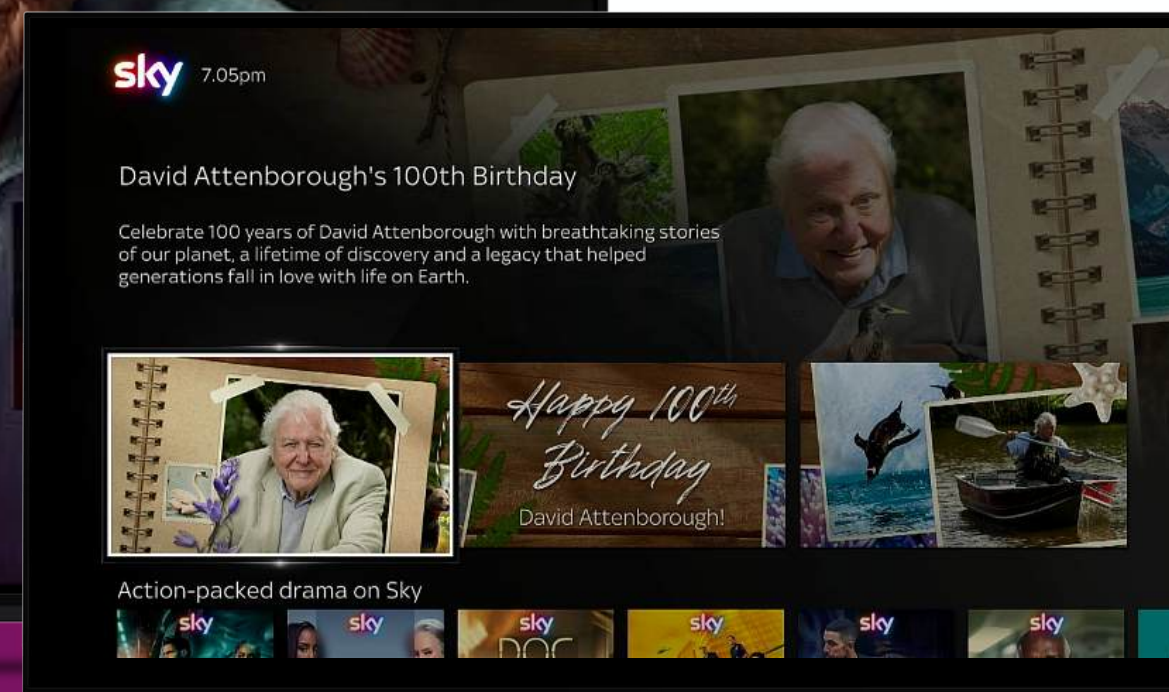 sky 7.05pm
David Attenborough's 100th Birthday
Celebrate 100 years of David Attenborough with breathtaking stories
of our planet, a lifetime of discovery and a legacy that helped
generations fall in love with life on Earth.
Happy 100th
Birthday
David Attenborough!
Action-packed drama on Sky
sky
sky
sky
sky
sky
sky
DOC